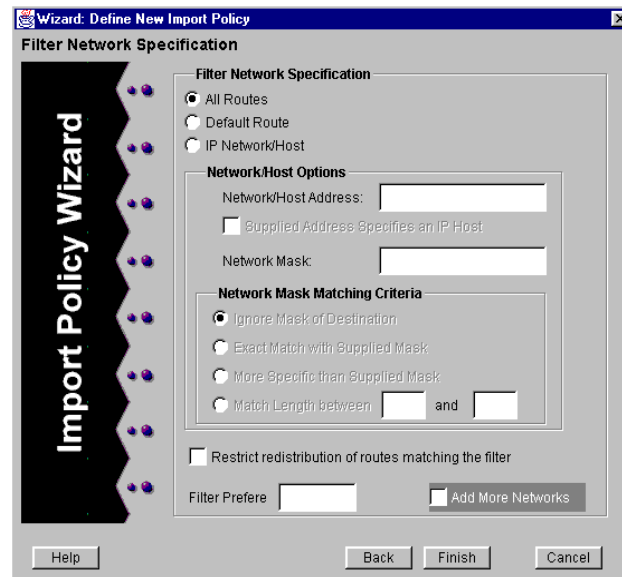 Wizard: Define New Import Policy
Filter Network Specification
Import Policy Wizard
Filter Network Specification
All Routes
Default Route
IP Network/Host
Network/Host Options
Network/Host Address:
Supplied Address Specifies an IP Host
Network Mask:
Network Mask Matching Criteria
Ignore Mask of Destination
Exact Match with Supplied Mask
More Specific than Supplied Mask
Match Length between and
Restrict redistribution of routes matching the filter
Filter Prefere
Add More Networks
Help Back Finish Cancel